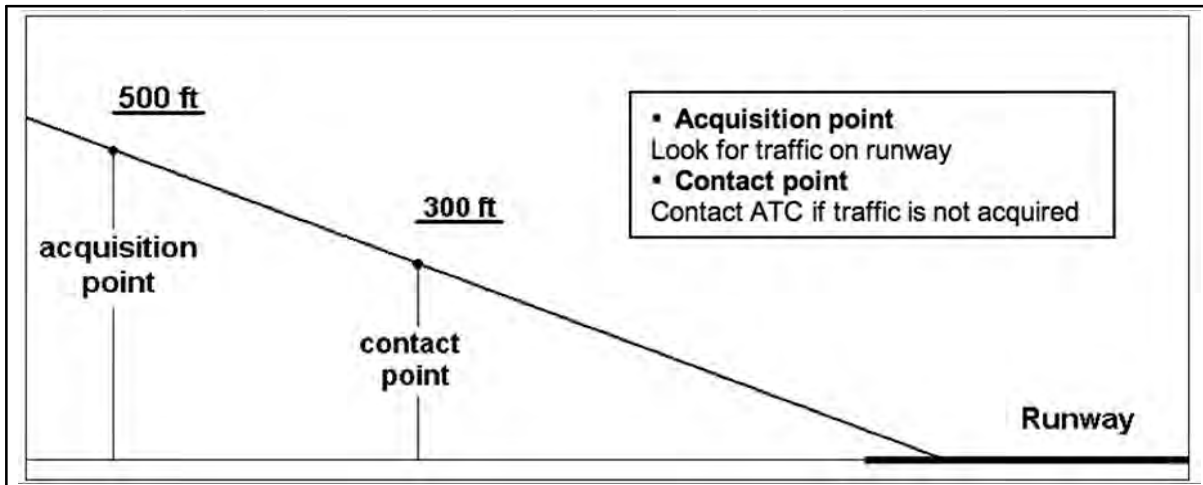 500 ft
acquisition
point
300 ft
contact
point
▪ Acquisition point
Look for traffic on runway
▪ Contact point
Contact ATC if traffic is not acquired
Runway